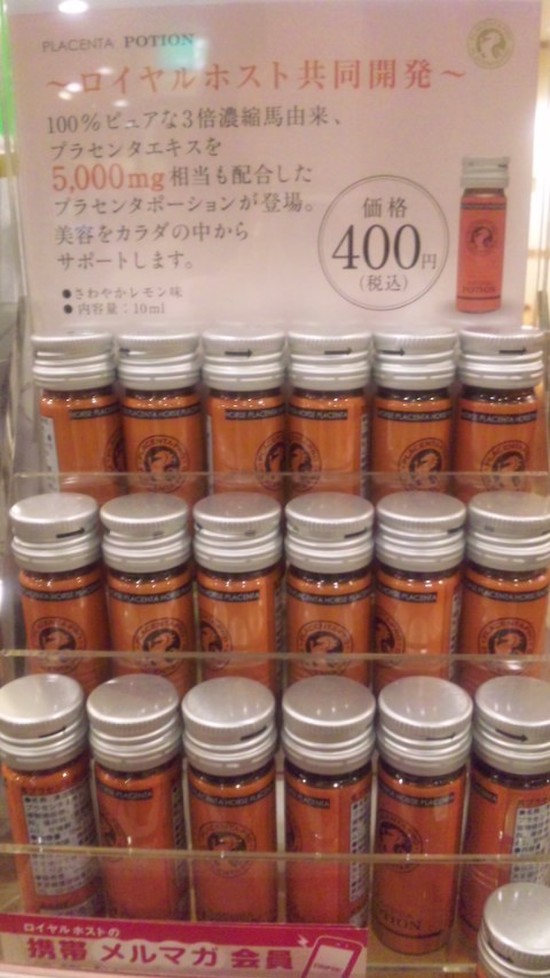 PLACENTA POTION
～ロイヤルホスト共同開発～
100%ピュアな3倍濃縮馬由来、
プラセンタエキスを
5,000mg相当も配合した
プラセンタポーションが登場。
美容をカラダの中から
サポートします。
●さわやかレモン味
●内容量：10ml
価格
400円
(税込)
HORSE PLACENTA
ロイヤルホストの
携帯 メルマガ 会員